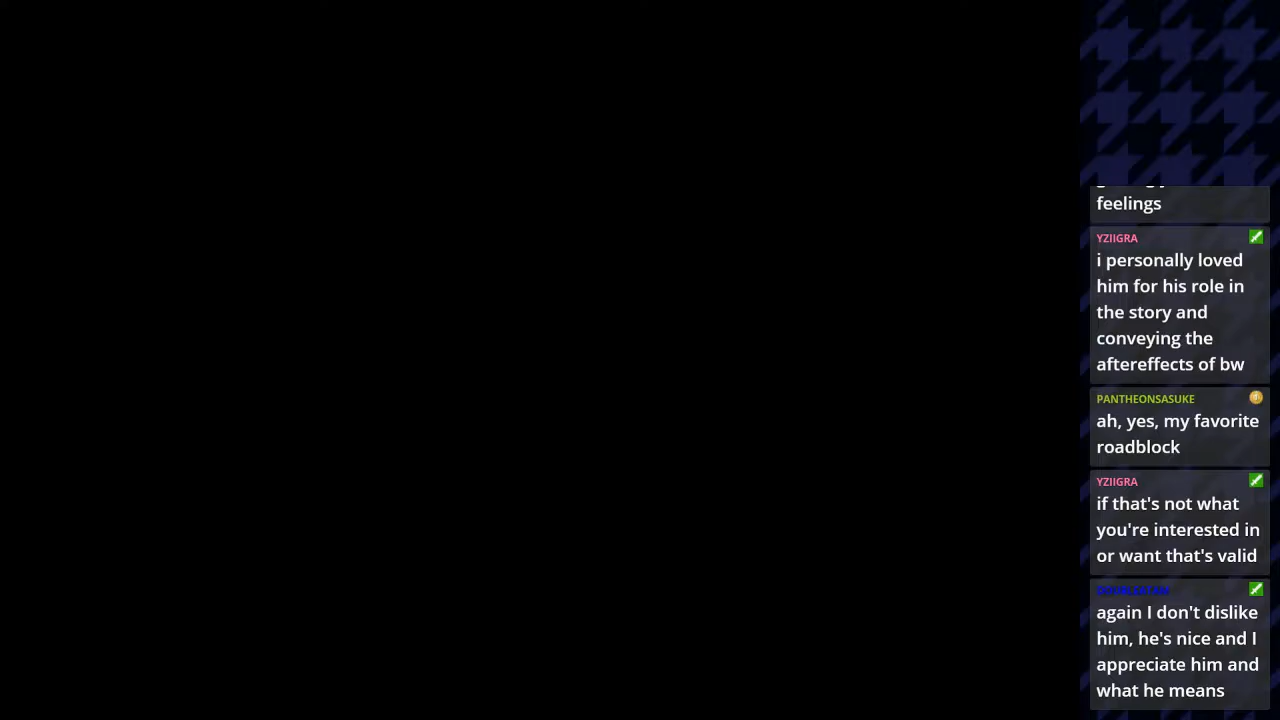 feelings
YZIIGRA
i personally loved
him for his role in
the story and
conveying the
aftereffects of bw
PANTHEONSASUKE
ah, yes, my favorite
roadblock
YZIIGRA
if that's not what
you're interested in
or want that's valid
again I don't dislike
him, he's nice and I
appreciate him and
what he means